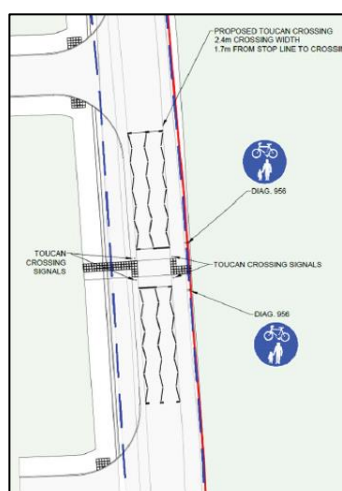 PROPOSED TOUCAN CROSSING
2.4m CROSSING WIDTH
1.7m FROM STOP LINE TO CROSSIN
DIAG. 956
TOUCAN
CROSSING
SIGNALS
TOUCAN CROSSING SIGNALS
DIAG. 956